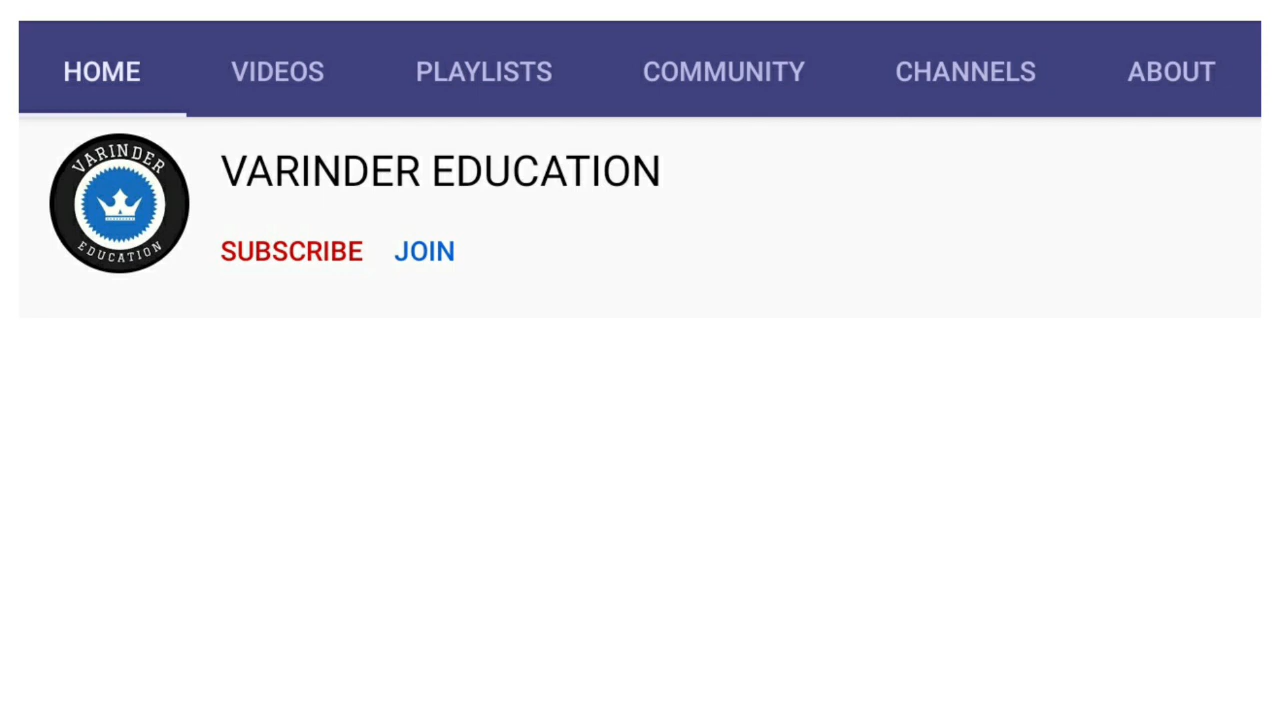 HOME VIDEOS PLAYLISTS COMMUNITY CHANNELS ABOUT
VARINDER
EDUCATION
VARINDER EDUCATION
SUBSCRIBE JOIN